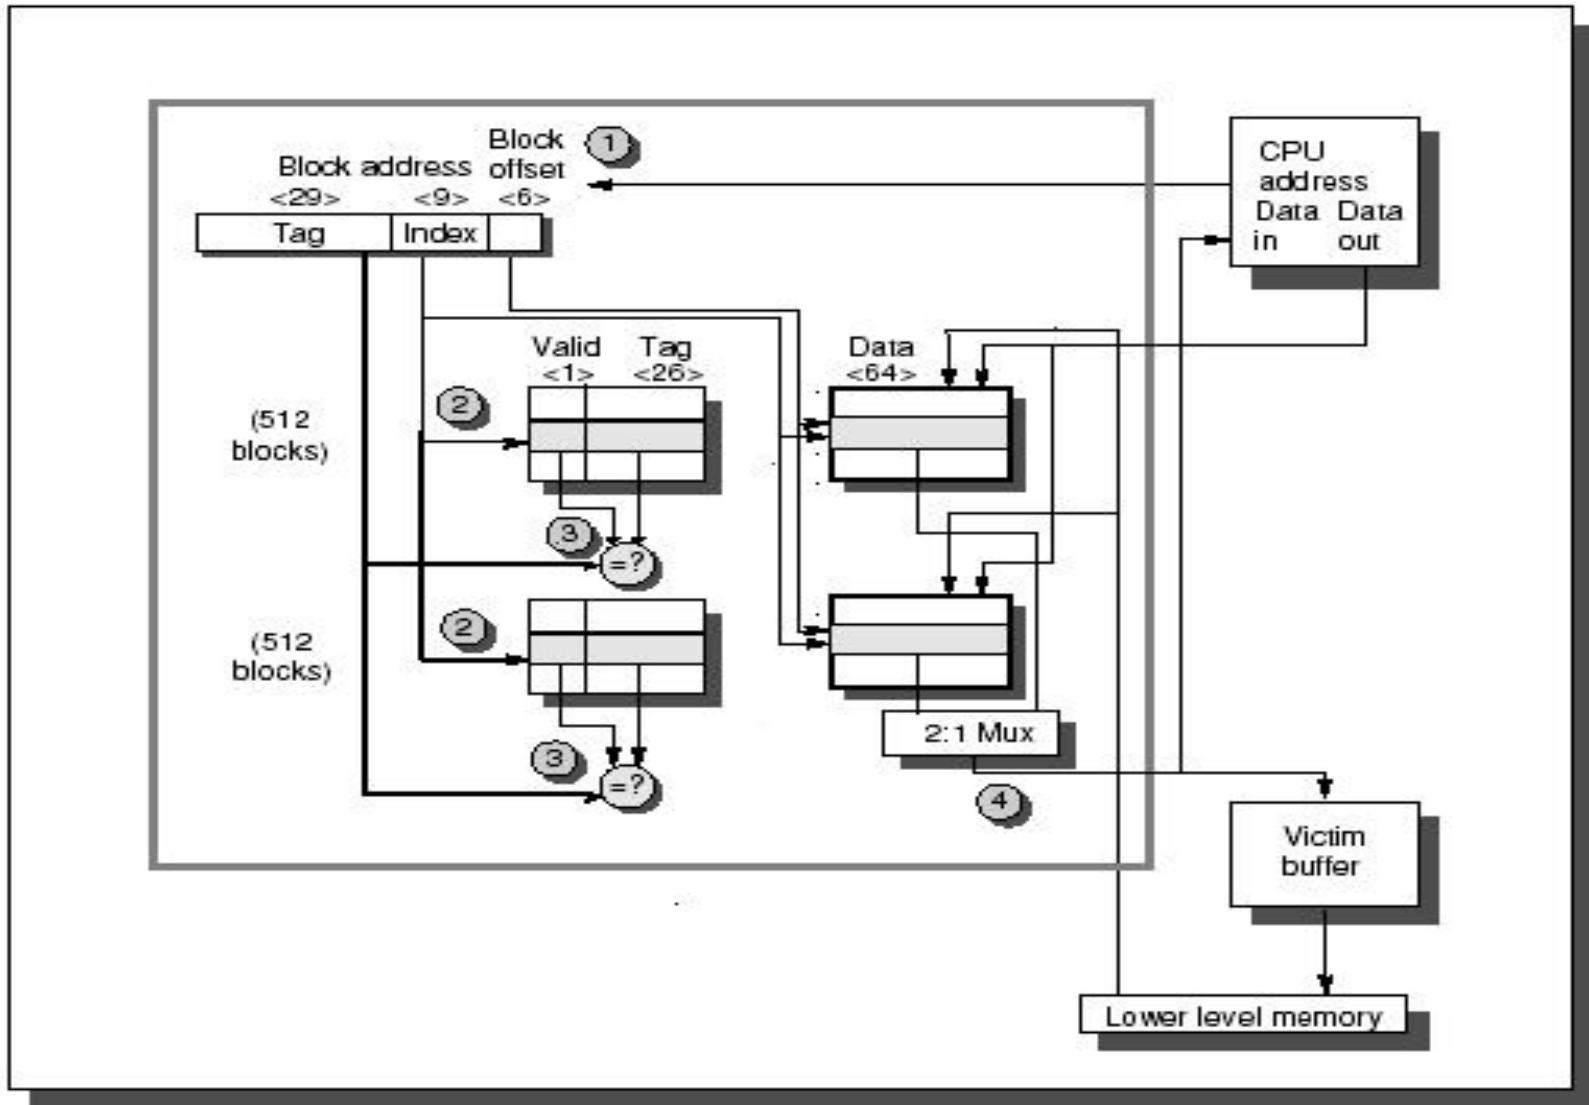 Block
offset
Block address
<29>
<9>
<6>
Tag
Index
1
CPU
address
Data Data
in out
Valid
<1>
Tag
<26>
Data
<64>
(512
blocks)
2
3
=?
(512
blocks)
2
3
=?
2:1 Mux
4
Victim
buffer
Lower level memory